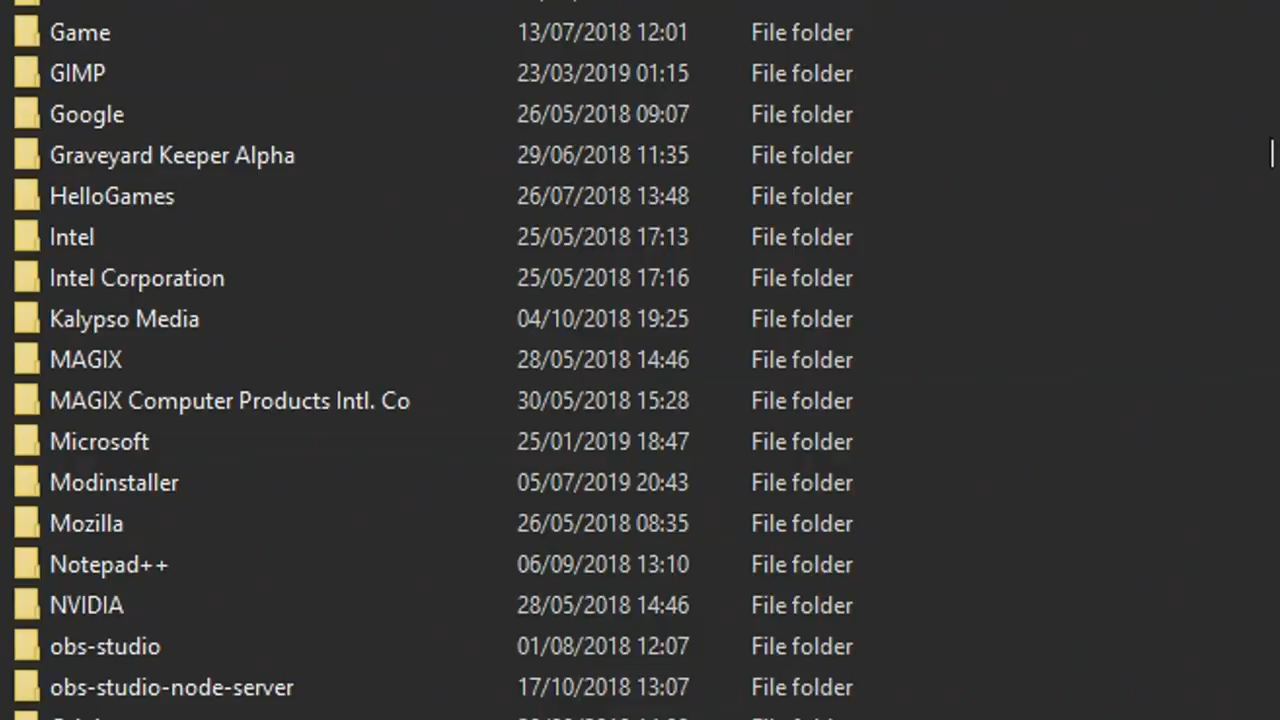 Game 13/07/2018 12:01 File folder
GIMP 23/03/2019 01:15 File folder
Google 26/05/2018 09:07 File folder
Graveyard Keeper Alpha 29/06/2018 11:35 File folder
HelloGames 26/07/2018 13:48 File folder
Intel 25/05/2018 17:13 File folder
Intel Corporation 25/05/2018 17:16 File folder
Kalypso Media 04/10/2018 19:25 File folder
MAGIX 28/05/2018 14:46 File folder
MAGIX Computer Products Intl. Co 30/05/2018 15:28 File folder
Microsoft 25/01/2019 18:47 File folder
Modinstaller 05/07/2019 20:43 File folder
Mozilla 26/05/2018 08:35 File folder
Notepad++ 06/09/2018 13:10 File folder
NVIDIA 28/05/2018 14:46 File folder
obs-studio 01/08/2018 12:07 File folder
obs-studio-node-server 17/10/2018 13:07 File folder